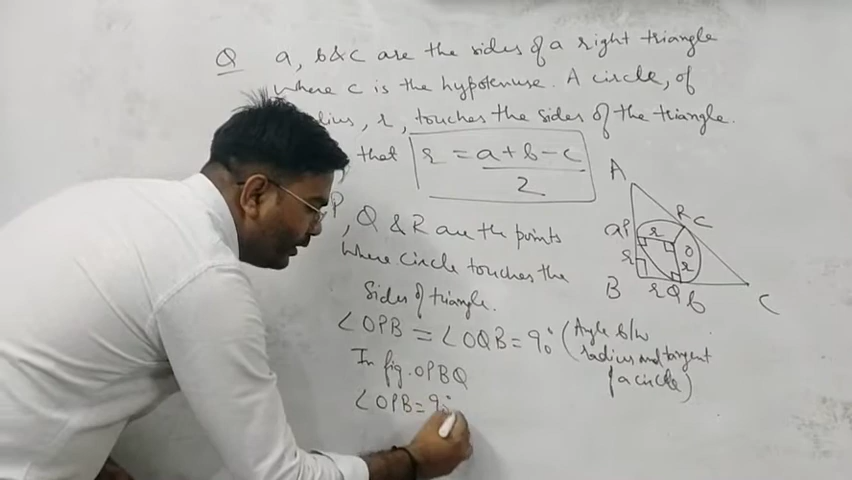 Q a, b & c are the sides of a right triangle
where c is the hypotenuse. A circle, of
r, touches the sides of the triangle.
that r = a+b-c / 2
P, Q & R are the points
where circle touches the
Sides of triangle.
∠OPB = ∠OQB = 90° (Angle b/w
radius and tangent
of a circle)
In fig. OPBQ
∠OPB = 90°
A
R C
a P r
O
r r
B r Q b C